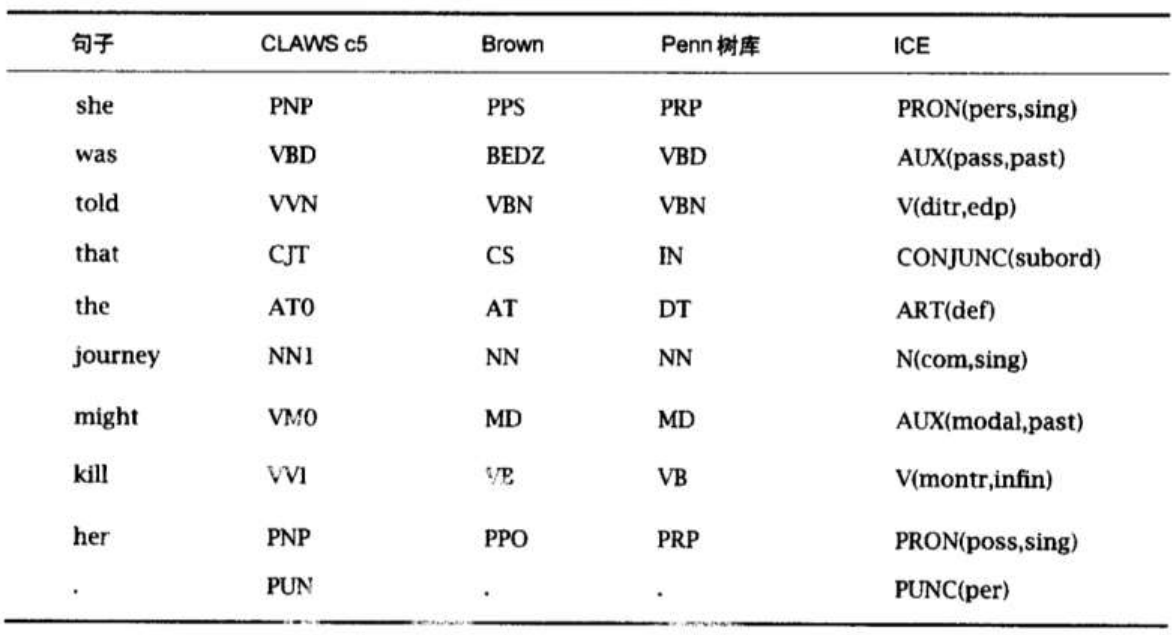 句子 CLAWS c5 Brown Penn 树库 ICE
she PNP PPS PRP PRON(pers,sing)
was VBD BEDZ VBD AUX(pass,past)
told VVN VBN VBN V(ditr,edp)
that CJT CS IN CONJUNC(subord)
the AT0 AT DT ART(def)
journey NN1 NN NN N(com,sing)
might VM0 MD MD AUX(modal,past)
kill VVI VB V(montr,infin)
her PNP PPO PRP PRON(poss,sing)
. PUN . . PUNC(per)